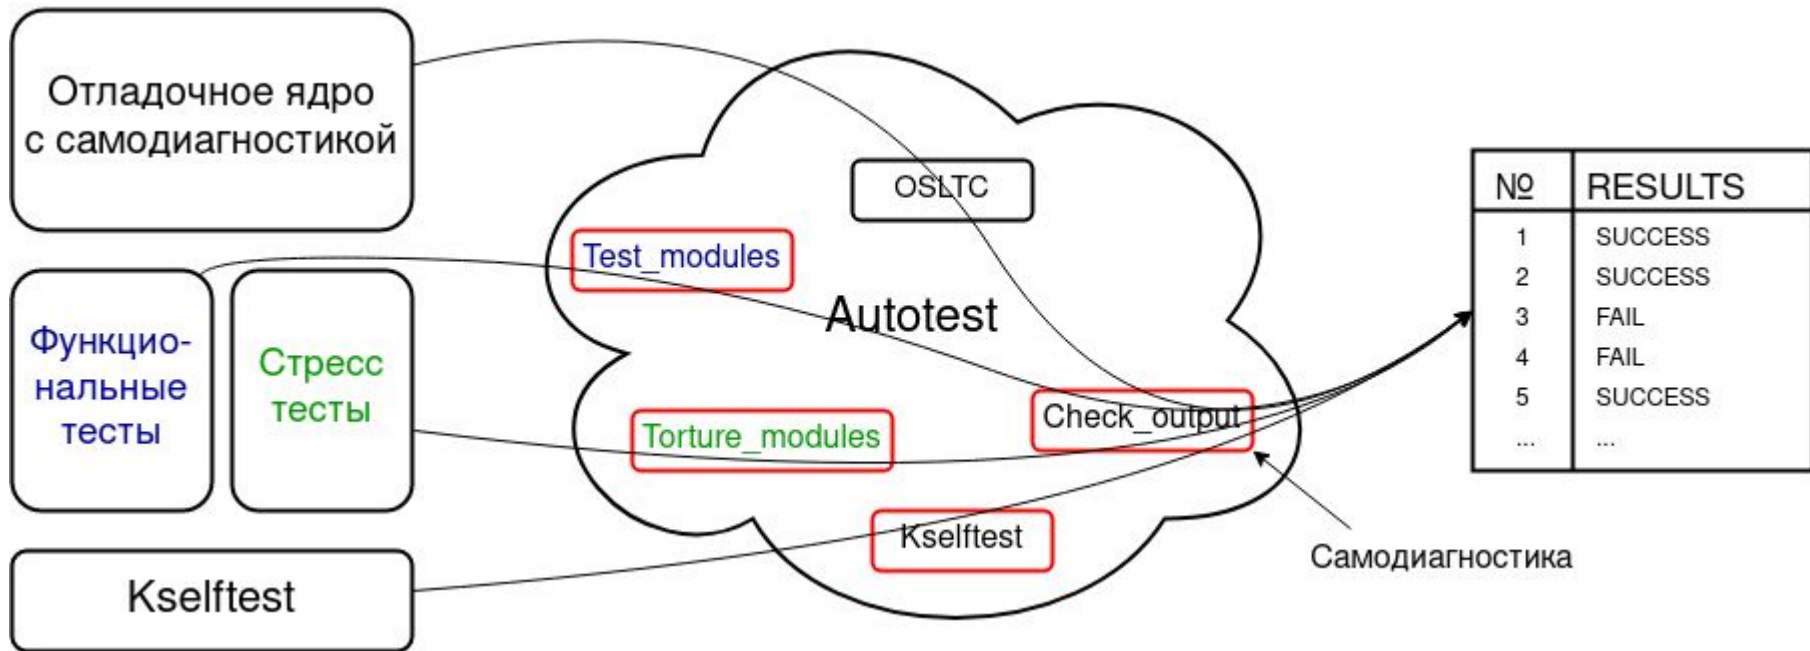 Отладочное ядро
с самодиагностикой
Функцио-
нальные
тесты
Стресс
тесты
Kselftest
OSLTC
Test_modules
Autotest
Torture_modules
Check_output
Kselftest
Самодиагностика
№ RESULTS
1 SUCCESS
2 SUCCESS
3 FAIL
4 FAIL
5 SUCCESS
... ...